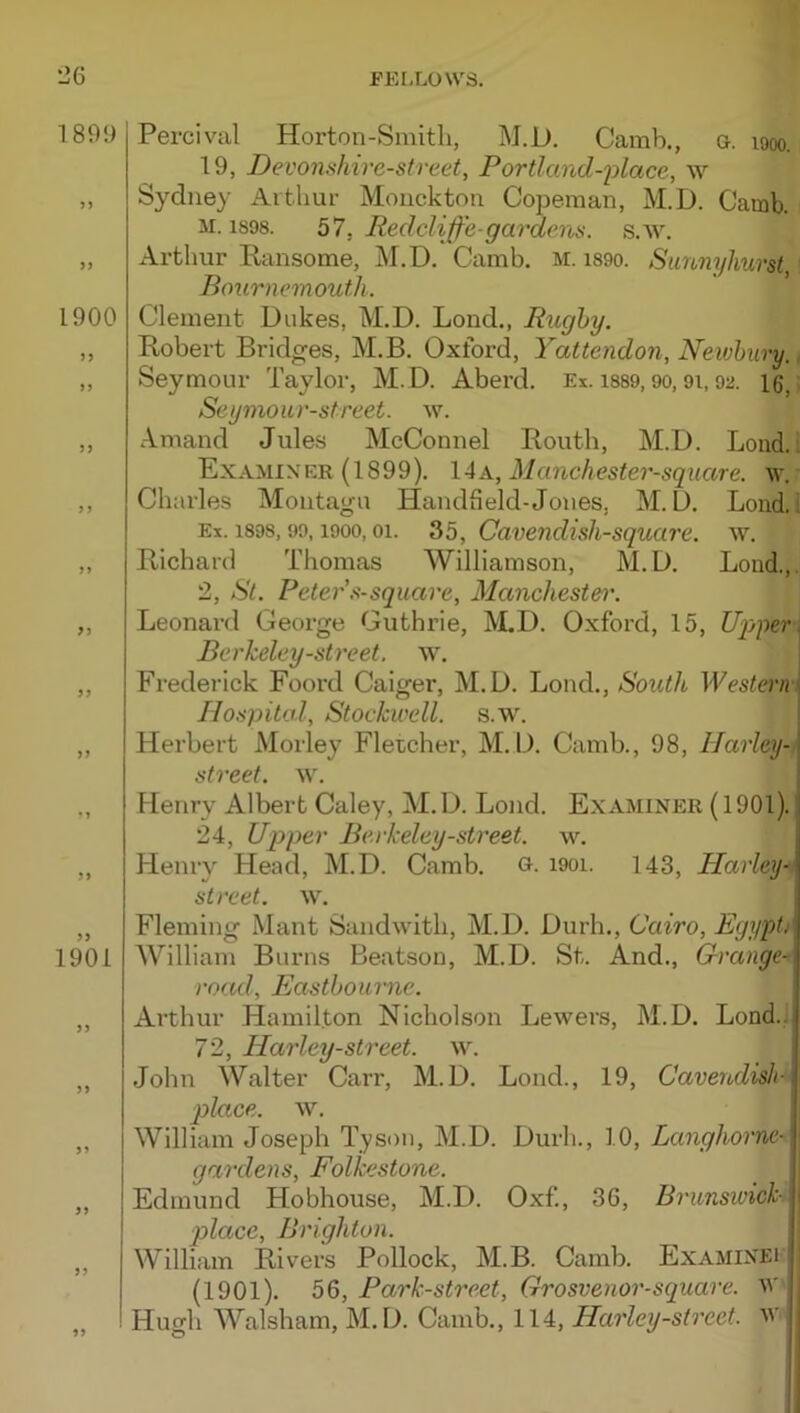 26 FELLOWS.
1899 Percival Horton-Smith, M.D. Camb., G. 1900.
19, Devonshire-street, Portland-place, w
„ Sydney Arthur Monckton Copeman, M.D. Camb.
M. 1898. 57, Redcliffe-gardens. s.w.
„ Arthur Ransome, M.D. Camb. M. 1890. Sunnyhurst,
Bournemouth.
1900 Clement Dukes, M.D. Lond., Rugby.
„ Robert Bridges, M.B. Oxford, Yattendon, Newbury.
„ Seymour Taylor, M.D. Aberd. Ex. 1889, 90, 91, 92. 16,
Seymour-street. w.
„ Amand Jules McConnel Routh, M.D. Lond.
EXAMINER (1899). 14A, Manchester-square. w.
„ Charles Montagu Handfield-Jones, M.D. Lond.
Ex. 1898, 99, 1900, 01. 35, Cavendish-square. w.
„ Richard Thomas Williamson, M.D. Lond.,
2, St. Peter's-square, Manchester.
„ Leonard George Guthrie, M.D. Oxford, 15, Upper
Berkeley-street. w.
„ Frederick Foord Caiger, M.D. Lond., South Western
Hospital, Stockwell. s.w.
„ Herbert Morley Fletcher, M.D. Camb., 98, Harley-
street. w.
„ Henry Albert Caley, M.D. Lond. EXAMINER (1901).
24, Upper Berkeley-street. w.
„ Henry Head, M.D. Camb. G. 1901. 143, Harley-
street. w.
„ Fleming Mant Sandwith, M.D. Durh., Cairo, Egypt.
1901 William Burns Beatson, M.D. St. And., Grange-
road, Eastbourne.
„ Arthur Hamilton Nicholson Lewers, M.D. Lond.
72, Harley-street. w.
„ John Walter Carr, M.D. Lond., 19, Cavendish-
place. w.
„ William Joseph Tyson, M.D. Durh., 10, Langhorne-
gardens, Folkestone.
„ Edmund Hobhouse, M.D. Oxf., 36, Brunswick-
place, Brighton.
„ William Rivers Pollock, M.B. Camb. EXAMINER
(1901). 56, Park-street, Grosvenor-square. w
„ Hugh Walsham, M.D. Camb., 114, Harley-street. w